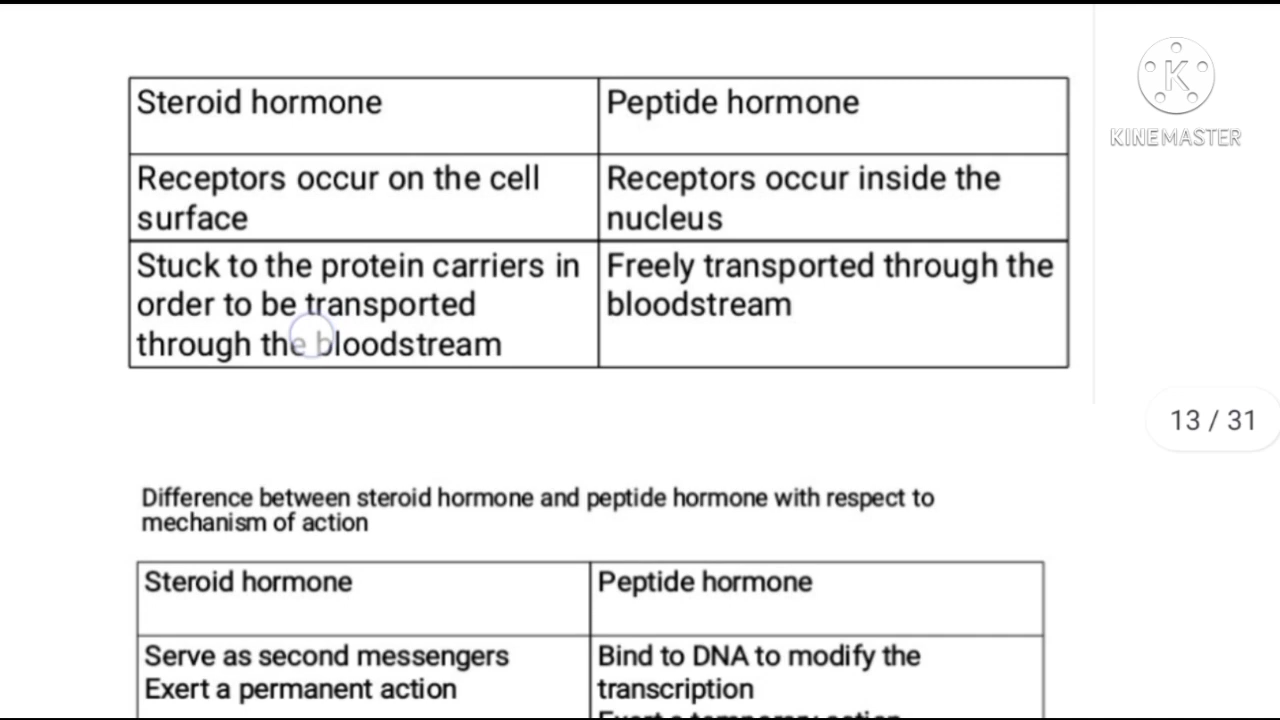 Steroid hormone
Peptide hormone
Receptors occur on the cell
surface
Receptors occur inside the
nucleus
Stuck to the protein carriers in
order to be transported
through the bloodstream
Freely transported through the
bloodstream
K
KINEMASTER
13 / 31
Difference between steroid hormone and peptide hormone with respect to
mechanism of action
Steroid hormone
Peptide hormone
Serve as second messengers
Exert a permanent action
Bind to DNA to modify the
transcription
Exert a temporary action